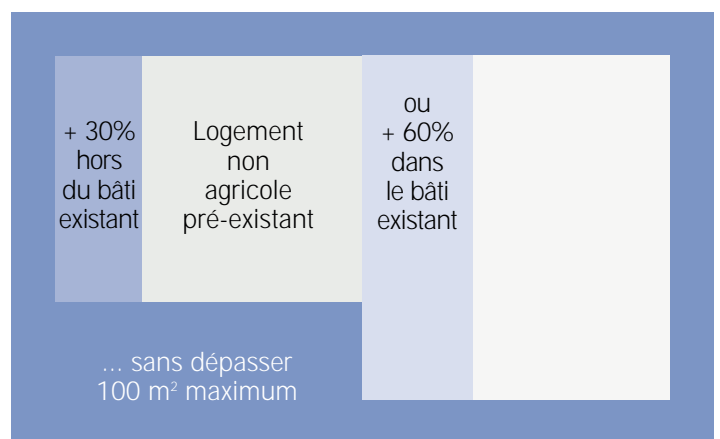 + 30%
hors
du bâti
existant
Logement
non
agricole
pré-existant
ou
+ 60%
dans
le bâti
existant
... sans dépasser
100 m² maximum